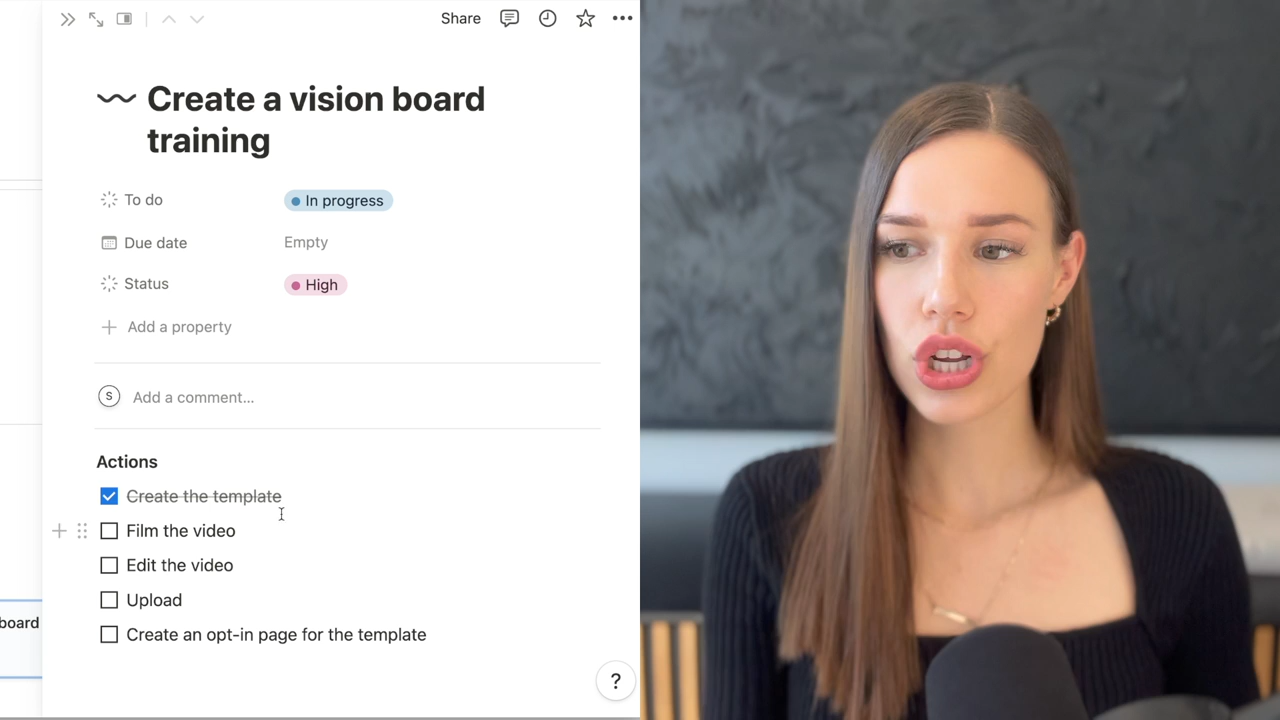 Share
Create a vision board
training
To do In progress
Due date Empty
Status High
Add a property
S Add a comment...
Actions
Create the template
Film the video
Edit the video
Upload
Create an opt-in page for the template
board
?